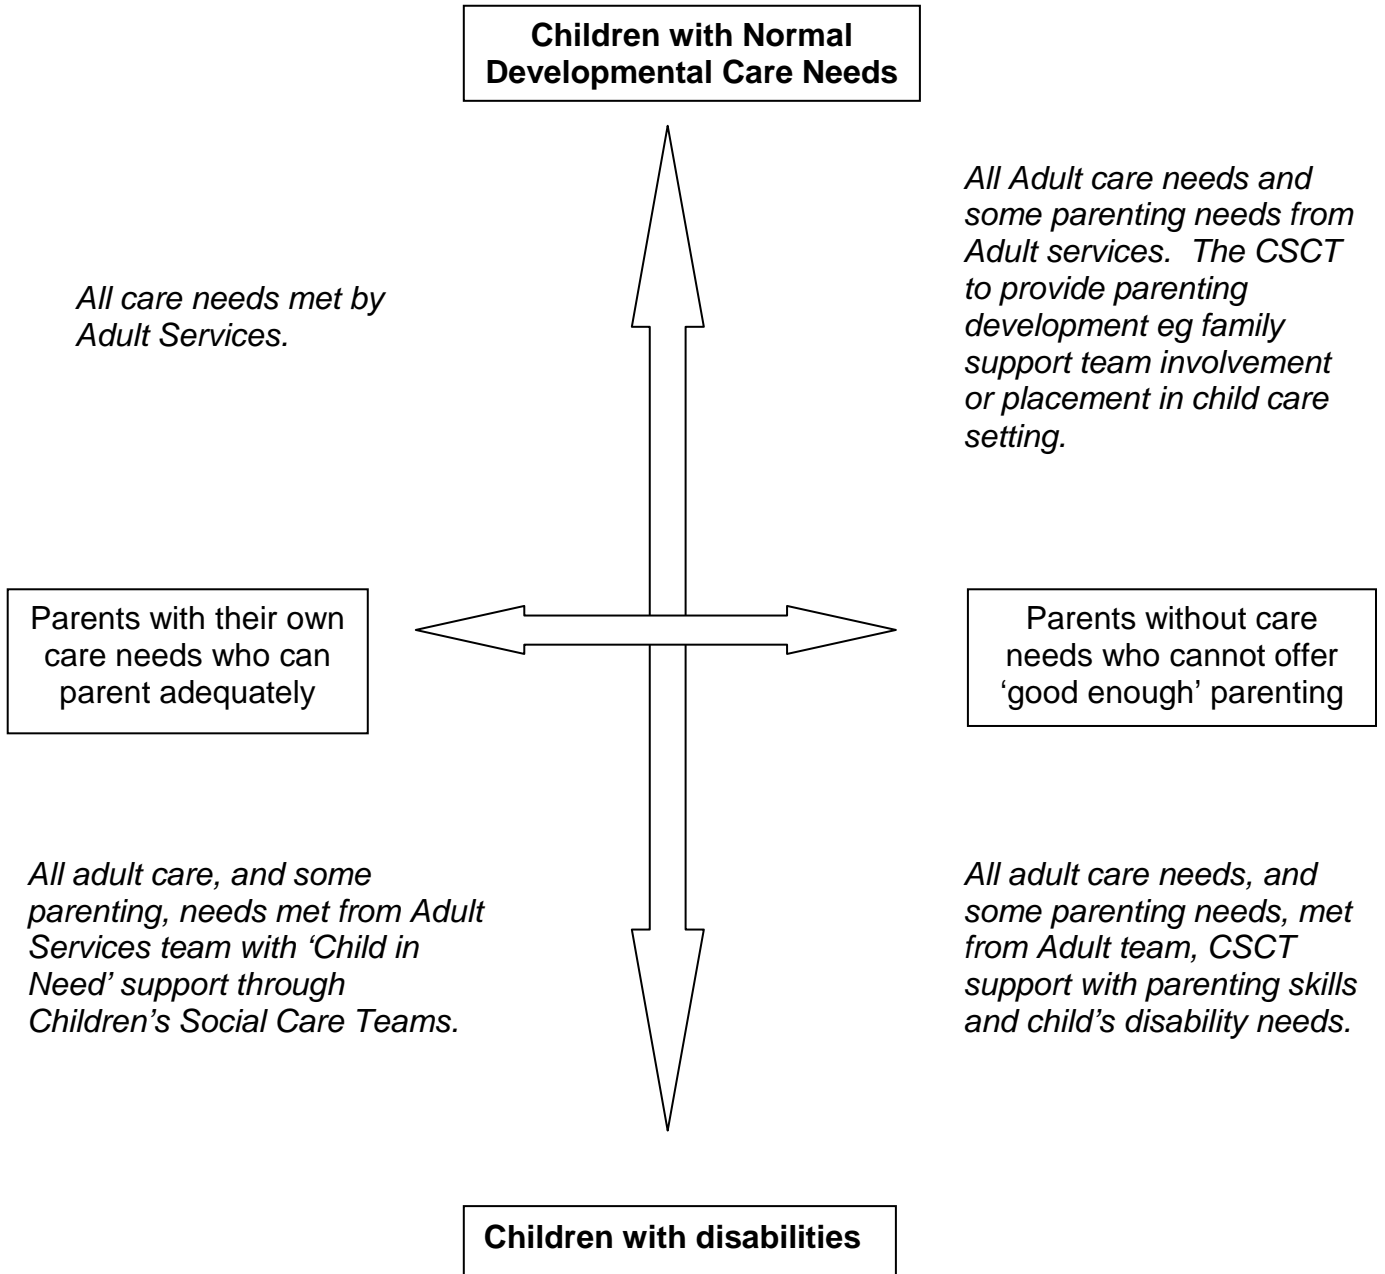 Children with Normal
Developmental Care Needs
All care needs met by
Adult Services.
All Adult care needs and
some parenting needs from
Adult services.  The CSCT
to provide parenting
development eg family
support team involvement
or placement in child care
setting.
Parents with their own
care needs who can
parent adequately
Parents without care
needs who cannot offer
‘good enough’ parenting
All adult care, and some
parenting, needs met from Adult
Services team with ‘Child in
Need’ support through
Children’s Social Care Teams.
All adult care needs, and
some parenting needs, met
from Adult team, CSCT
support with parenting skills
and child’s disability needs.
Children with disabilities